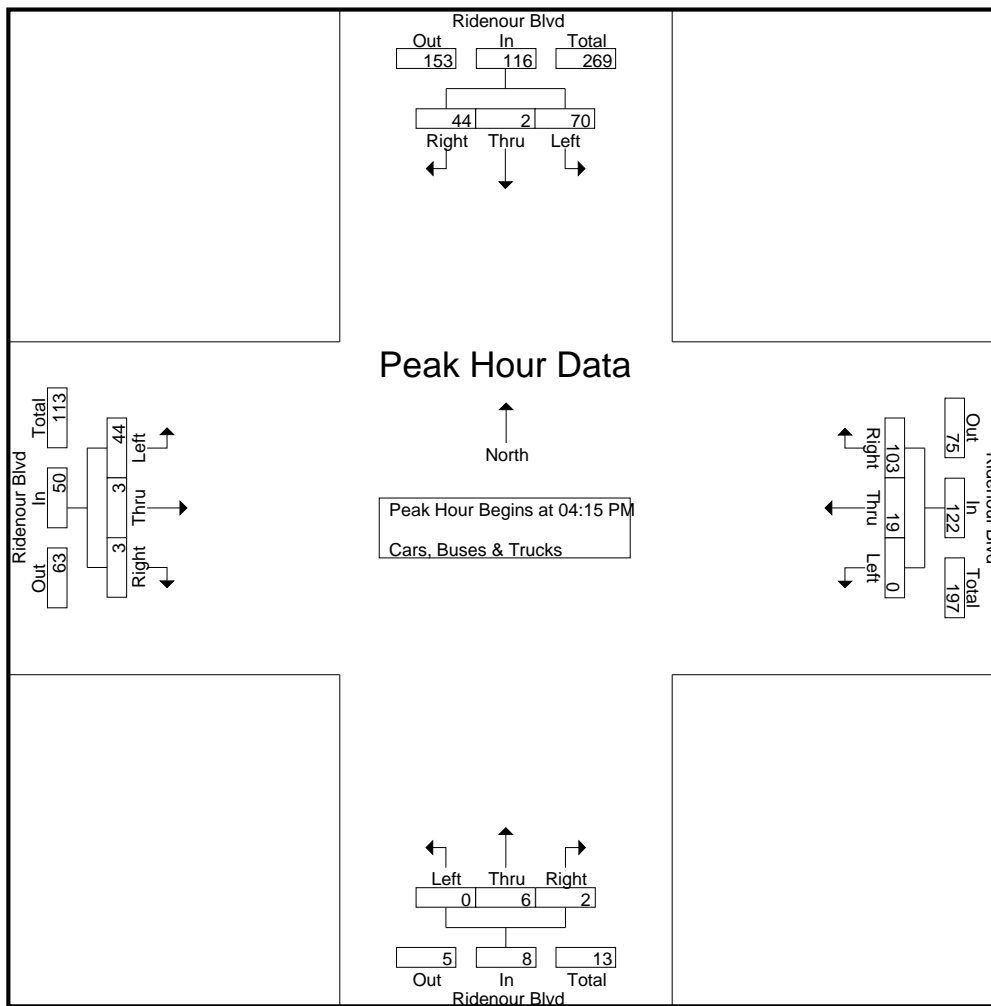 Ridenour Blvd
Out In Total
153 116 269
44 2 70
Right Thru Left
Peak Hour Data
North
Peak Hour Begins at 04:15 PM
Cars, Buses & Trucks
Ridenour Blvd
Out In Total
63 50 113
Left Thru Right
44 3 3
Ridenour Blvd
Out In Total
75 122 197
Right Thru Left
103 19 0
Left Thru Right
0 6 2
5 8 13
Out In Total
Ridenour Blvd